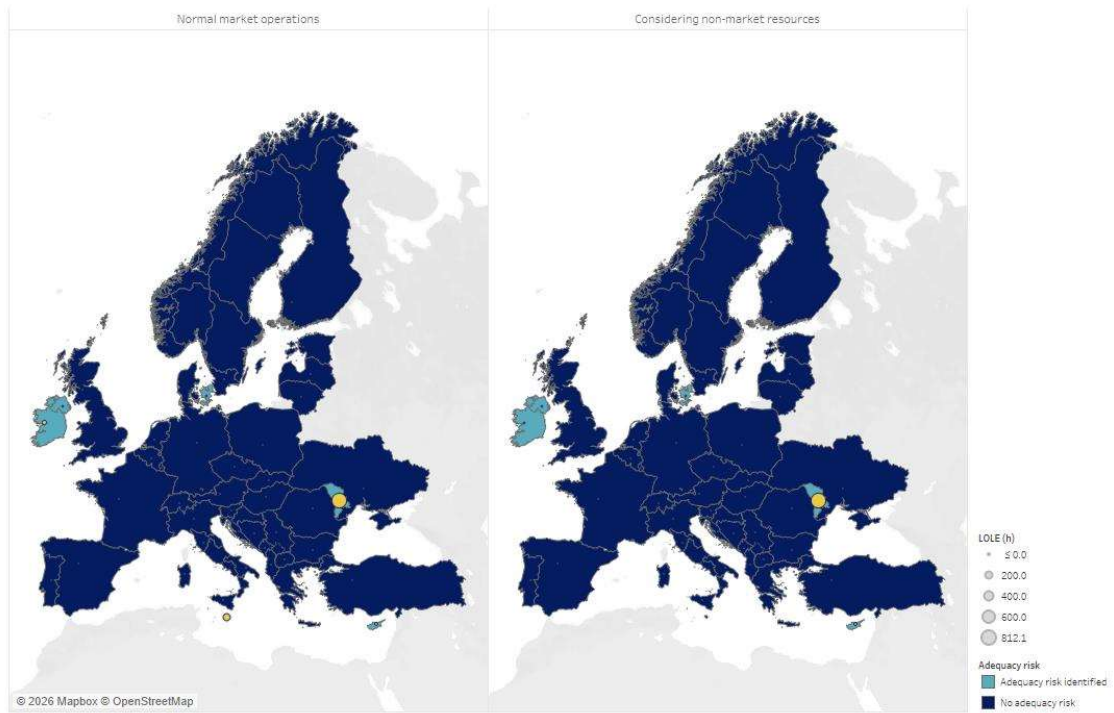 Normal market operations
Considering non-market resources
LOLE (h)
≤ 0.0
200.0
400.0
600.0
812.1
Adequacy risk
Adequacy risk identified
No adequacy risk
© 2026 Mapbox © OpenStreetMap